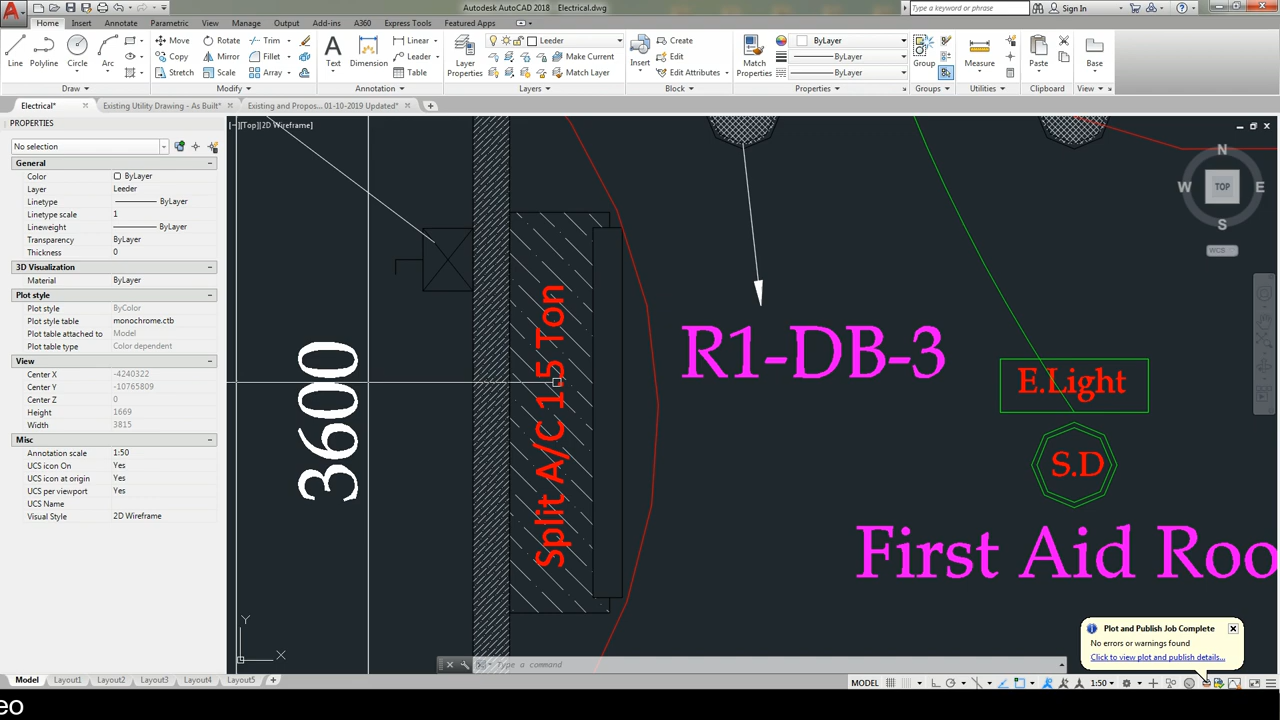 Autodesk AutoCAD 2018 Electrical.dwg
Type a keyword or phrase
Sign In
Home Insert Annotate Parametric View Manage Output Add-ins A360 Express Tools Featured Apps
Line Polyline Circle Arc
Move Rotate Trim
Copy Mirror Fillet
Stretch Scale Array
Text Dimension
Linear
Leader
Table
Layer Properties
Leeder
Make Current
Match Layer
Insert
Create
Edit
Edit Attributes
Match Properties
ByLayer
ByLayer
ByLayer
Group Measure Paste Base
Draw Modify Annotation Layers Block Properties Groups Utilities Clipboard View
Electrical* Existing Utility Drawing - As Built* Existing and Propos... 01-10-2019 Updated*
PROPERTIES
No selection
General
Color ByLayer
Layer Leeder
Linetype ByLayer
Linetype scale 1
Lineweight ByLayer
Transparency ByLayer
Thickness 0
3D Visualization
Material ByLayer
Plot style
Plot style ByColor
Plot style table monochrome.ctb
Plot table attached to Model
Plot table type Color dependent
View
Center X -4240322
Center Y -10765809
Center Z 0
Height 1669
Width 3815
Misc
Annotation scale 1:50
UCS icon On Yes
UCS icon at origin Yes
UCS per viewport Yes
UCS Name
Visual Style 2D Wireframe
[−][Top][2D Wireframe]
N
W TOP E
S
WCS
3600
Split A/C 1.5 Ton
R1-DB-3
E.Light
S.D
First Aid Roo
Y
X
Plot and Publish Job Complete
No errors or warnings found
Click to view plot and publish details...
Type a command
Model Layout1 Layout2 Layout3 Layout4 Layout5
MODEL 1:50
eo